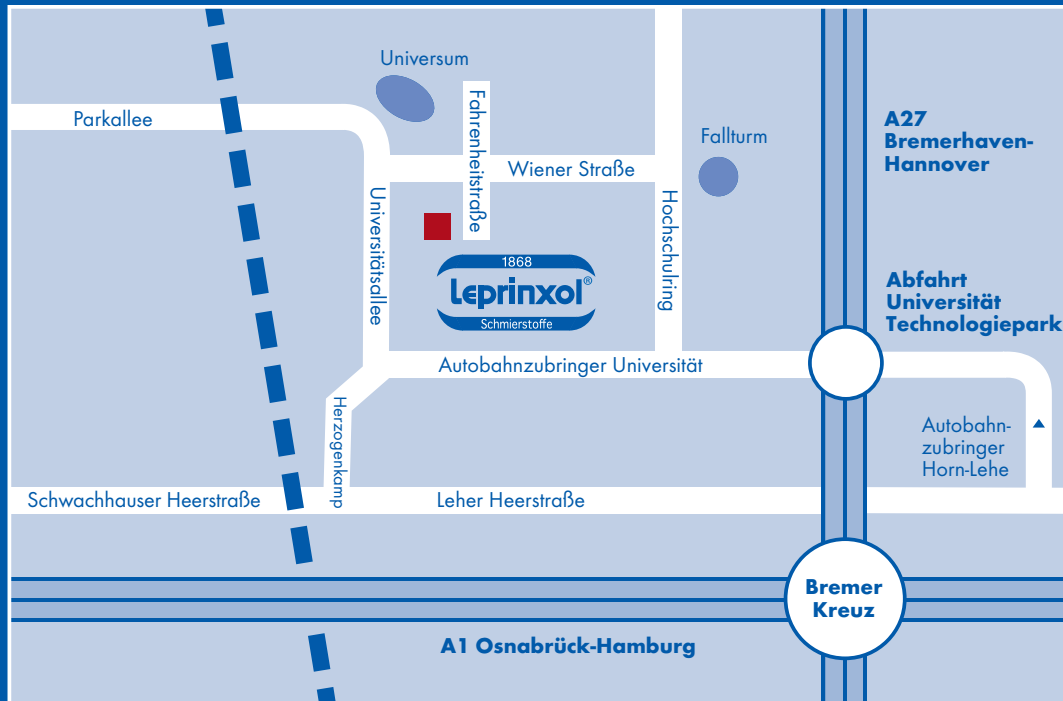 Universum
Parkallee
Fahrenheitstraße
Wiener Straße
Fallturm
A27
Bremerhaven-
Hannover
Universitätsallee
Hochschulring
1868
Leprinxol®
Schmierstoffe
Abfahrt
Universität
Technologiepark
Autobahnzubringer Universität
Herzogenkamp
Autobahn-
zubringer
Horn-Lehe
Schwachhauser Heerstraße
Leher Heerstraße
Bremer
Kreuz
A1 Osnabrück-Hamburg